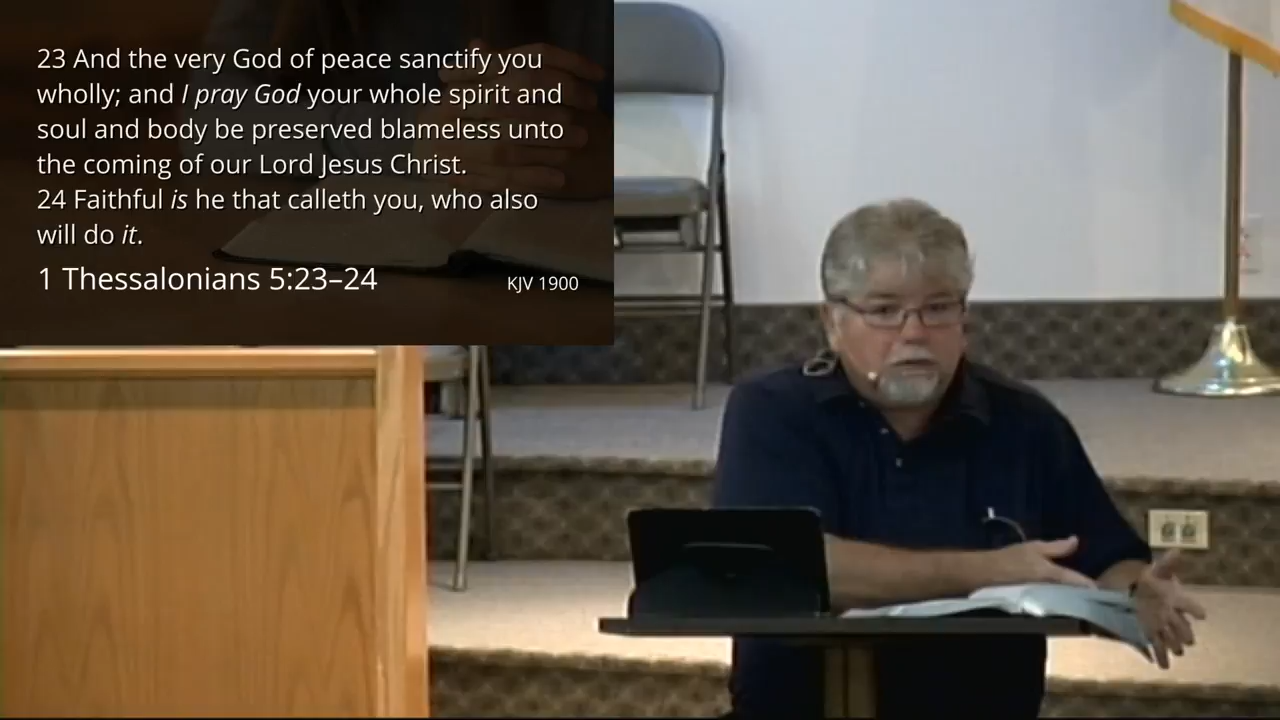 23 And the very God of peace sanctify you
wholly; and I pray God your whole spirit and
soul and body be preserved blameless unto
the coming of our Lord Jesus Christ.
24 Faithful is he that calleth you, who also
will do it.
1 Thessalonians 5:23–24
KJV 1900